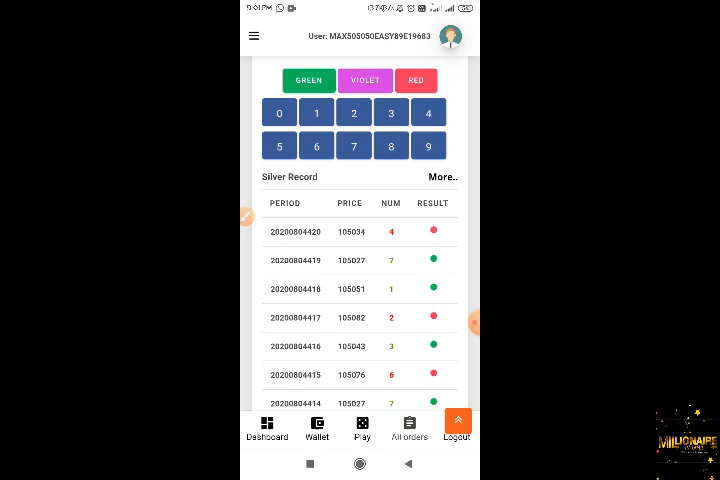 User: MAX505050EASY89E19683
GREEN VIOLET RED
0 1 2 3 4
5 6 7 8 9
Silver Record More..
PERIOD PRICE NUM RESULT
20200804420 105034 4
20200804419 105027 7
20200804418 105051 1
20200804417 105082 2
20200804416 105043 3
20200804415 105076 6
20200804414 105027 7
Dashboard Wallet Play All orders Logout
MILLIONAIRE